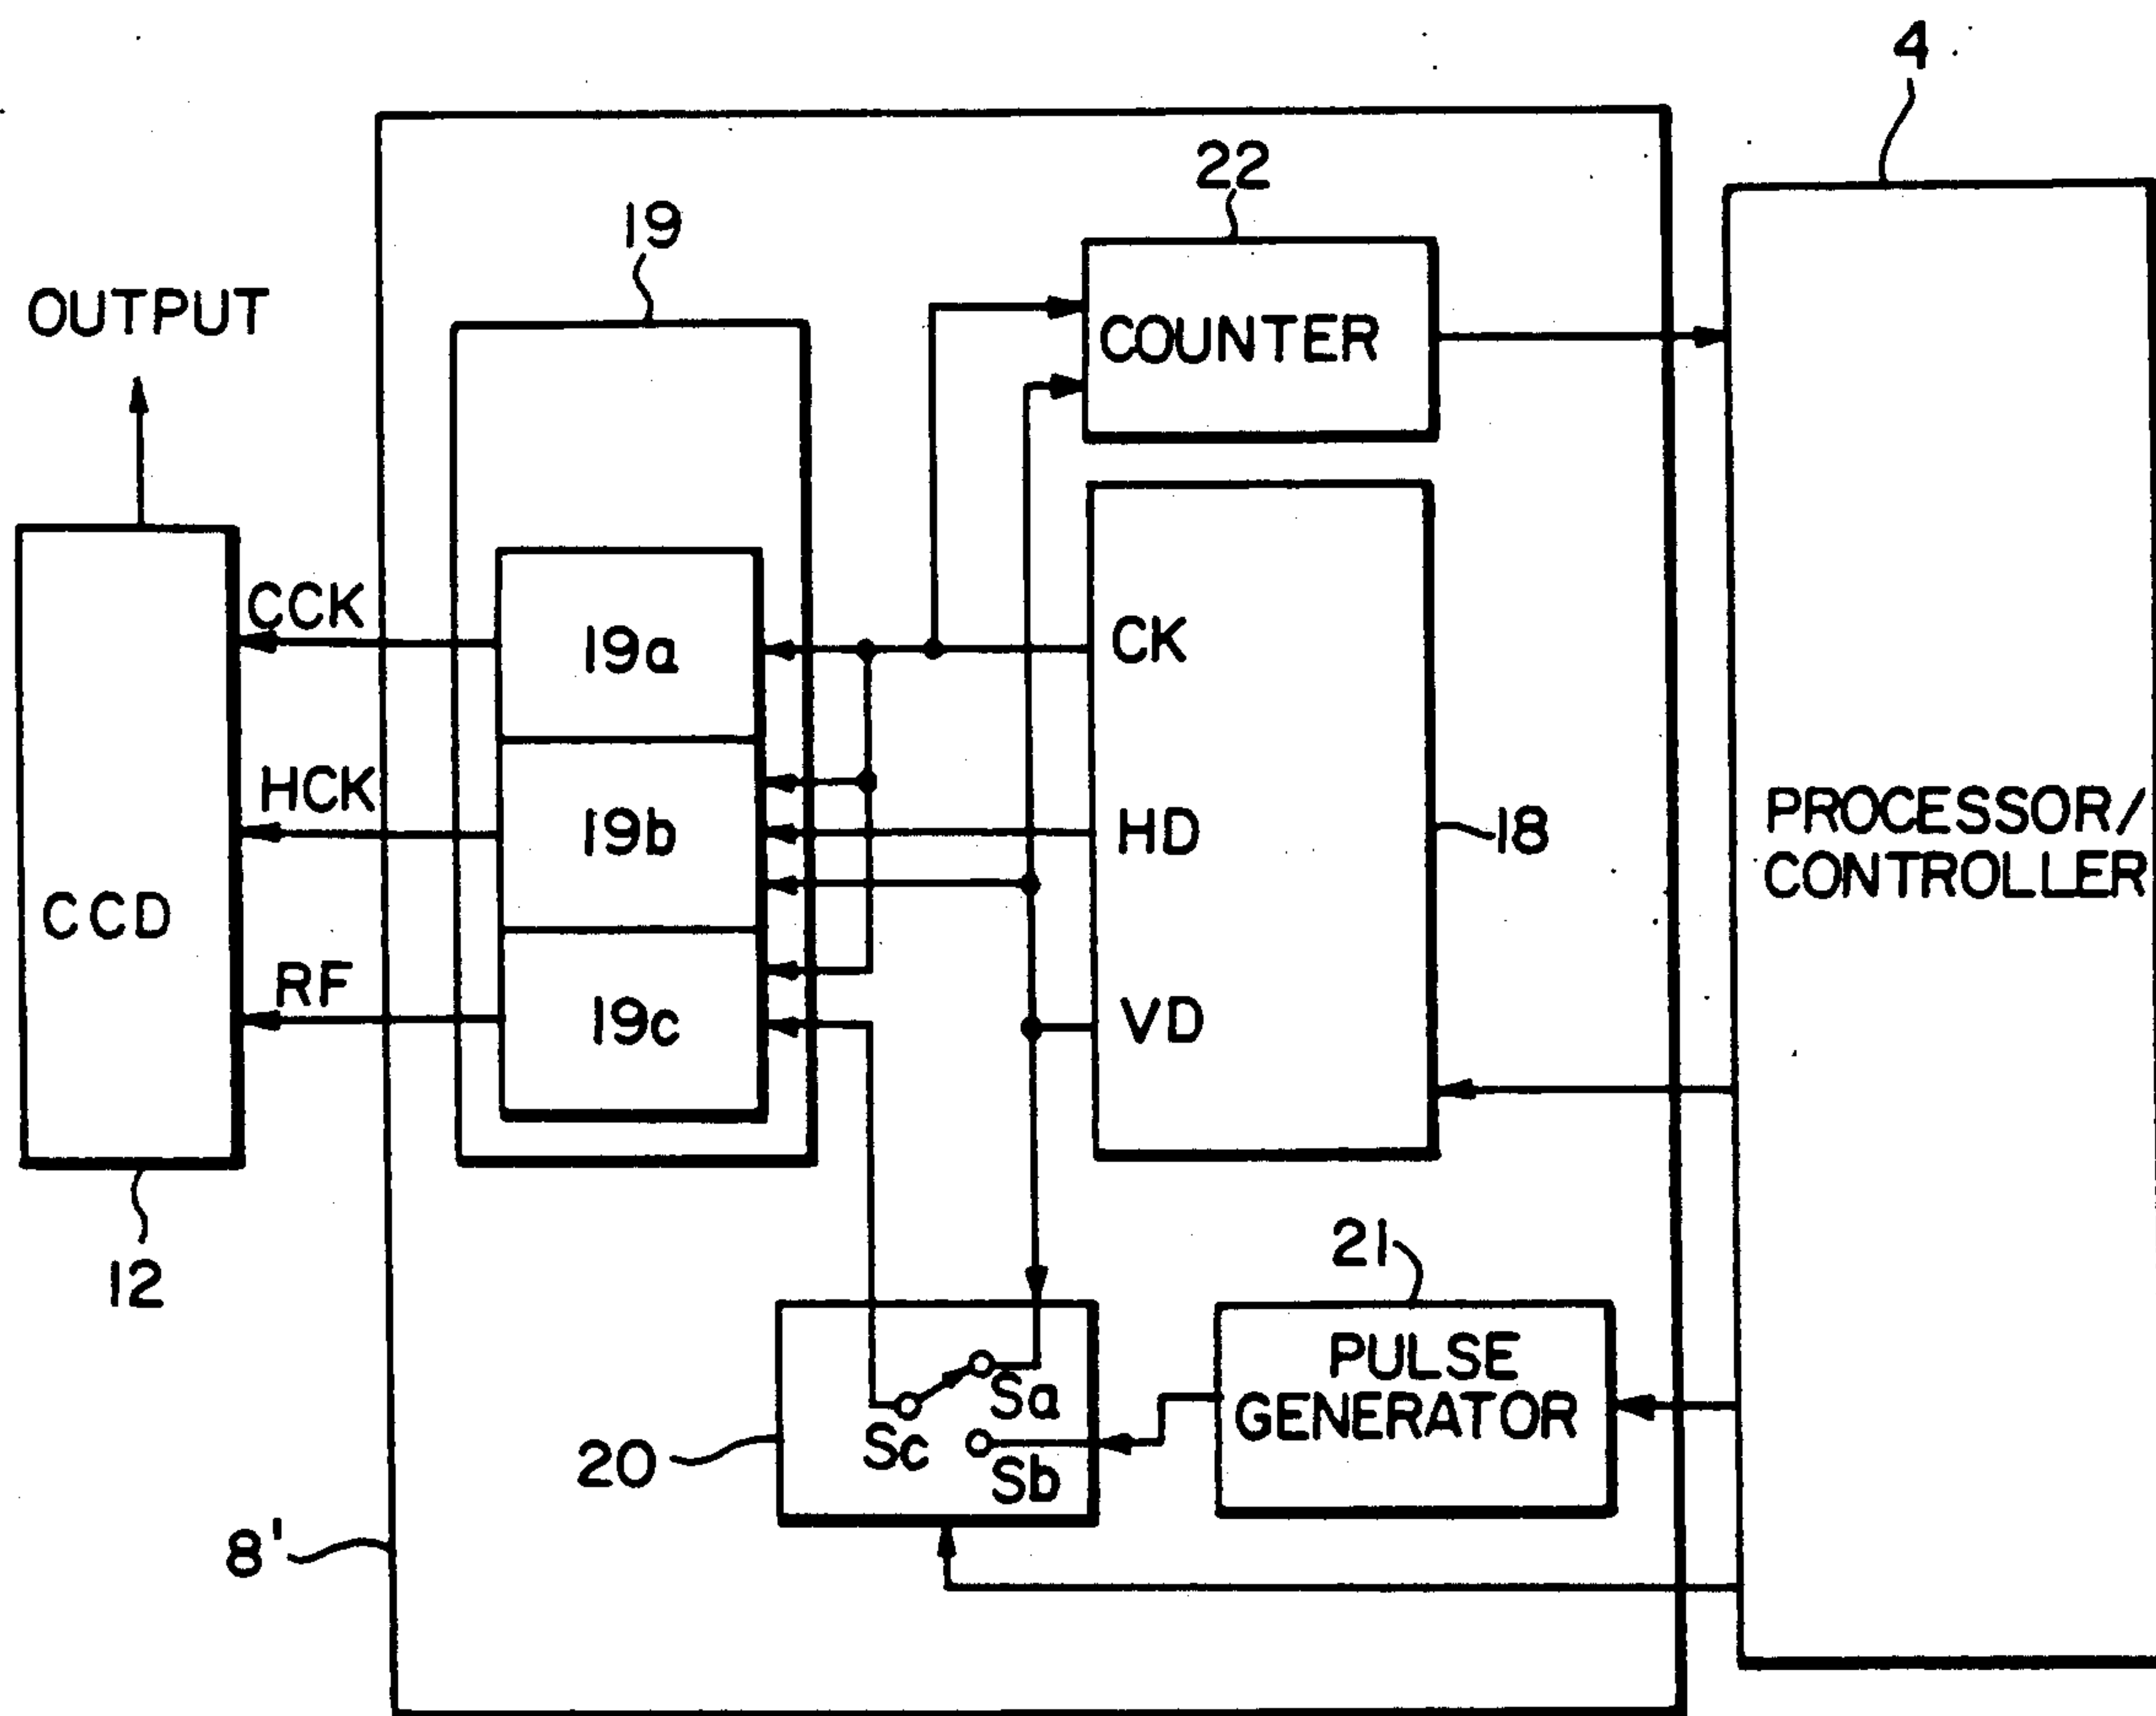 4
22
19
OUTPUT
COUNTER
CCK
19a
CK
HCK
19b
HD
18
PROCESSOR/
CONTROLLER
CCD
RF
19c
VD
12
21
PULSE
GENERATOR
Sa
Sc
Sb
20
8'